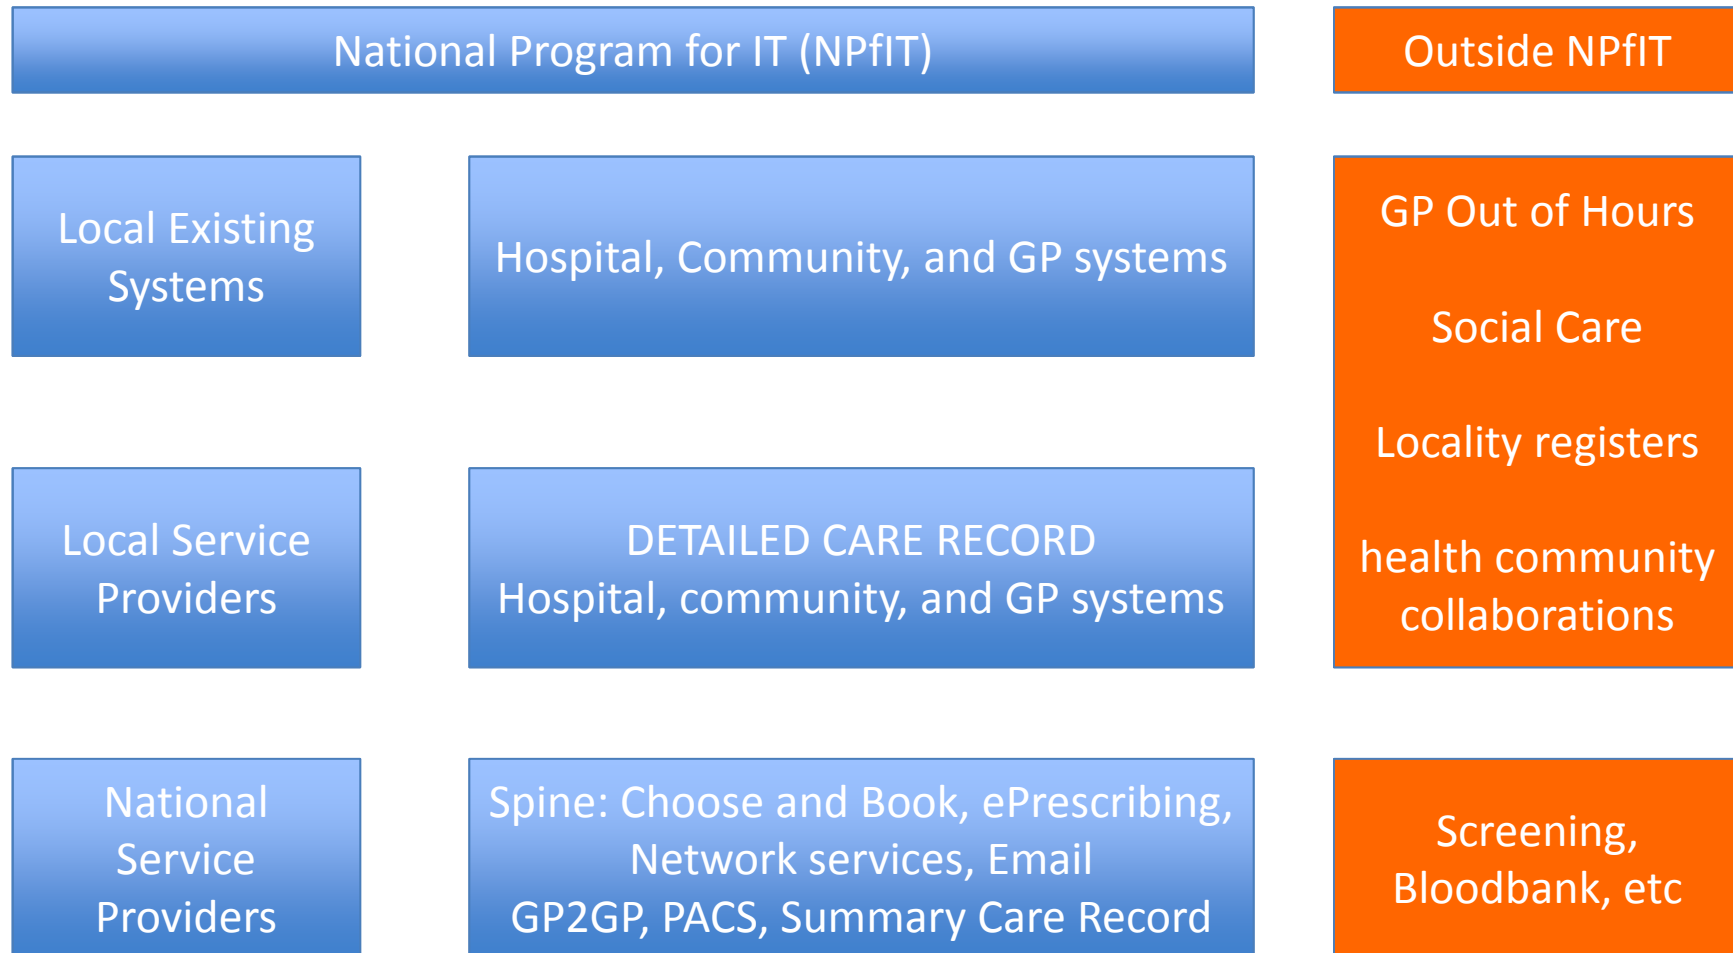 National Program for IT (NPfIT)
Outside NPfIT
Local Existing
Systems
Hospital, Community, and GP systems
GP Out of Hours
Social Care
Locality registers
health community
collaborations
Local Service
Providers
DETAILED CARE RECORD
Hospital, community, and GP systems
National
Service
Providers
Spine: Choose and Book, ePrescribing,
Network services, Email
GP2GP, PACS, Summary Care Record
Screening,
Bloodbank, etc